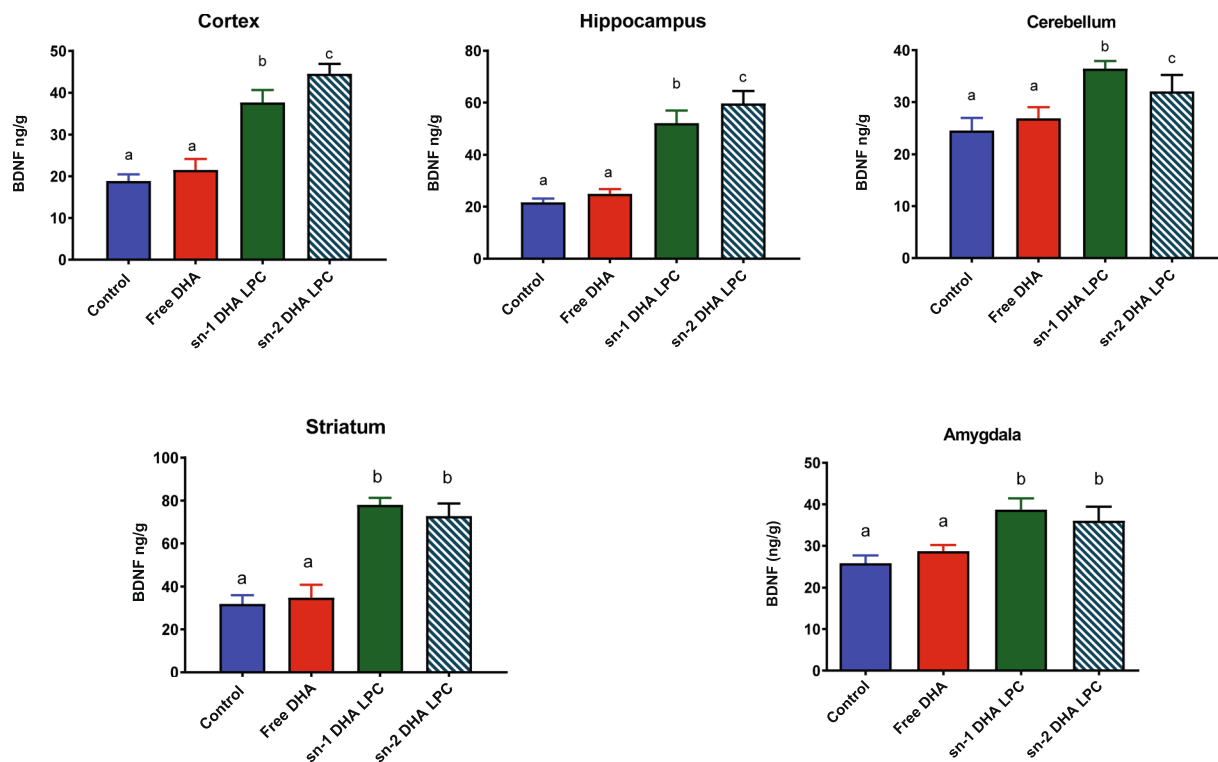 Cortex
BDNF ng/g
50
40
30
20
10
0
a
a
b
c
Control
Free DHA
sn-1 DHA LPC
sn-2 DHA LPC
Hippocampus
BDNF ng/g
80
60
40
20
0
a
a
b
c
Control
Free DHA
sn-1 DHA LPC
sn-2 DHA LPC
Cerebellum
BDNF ng/g
40
30
20
10
0
a
a
b
c
Control
Free DHA
sn-1 DHA LPC
sn-2 DHA LPC
Striatum
BDNF ng/g
100
80
60
40
20
0
a
a
b
b
Control
Free DHA
sn-1 DHA LPC
sn-2 DHA LPC
Amygdala
BDNF (ng/g)
50
40
30
20
10
0
a
a
b
b
Control
Free DHA
sn-1 DHA LPC
sn-2 DHA LPC